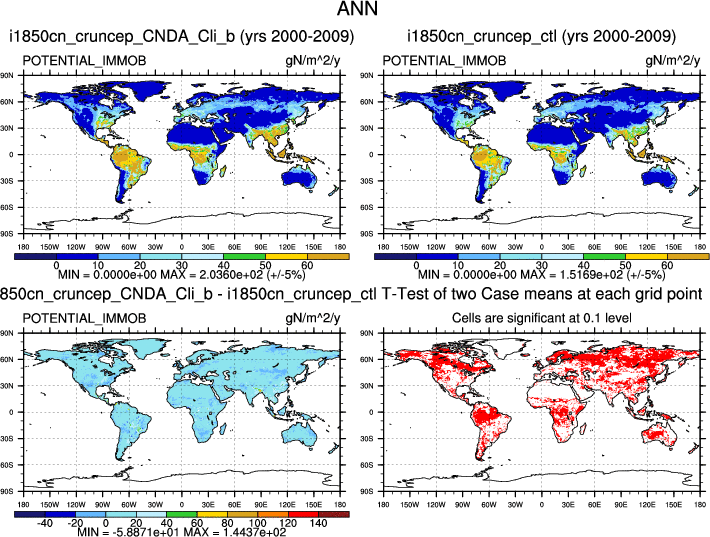 ANN
i1850cn_cruncep_CNDA_Cli_b (yrs 2000-2009)
i1850cn_cruncep_ctl (yrs 2000-2009)
POTENTIAL_IMMOB gN/m^2/y
POTENTIAL_IMMOB gN/m^2/y
90N
60N
30N
0
30S
60S
90S
180 150W 120W 90W 60W 30W 0 30E 60E 90E 120E 150E 180
0 10 20 30 40 50 60
MIN = 0.0000e+00 MAX = 2.0360e+02 (+/-5%)
90N
60N
30N
0
30S
60S
90S
180 150W 120W 90W 60W 30W 0 30E 60E 90E 120E 150E 180
0 10 20 30 40 50 60
MIN = 0.0000e+00 MAX = 1.5169e+02 (+/-5%)
850cn_cruncep_CNDA_Cli_b - i1850cn_cruncep_ctl
T-Test of two Case means at each grid point
POTENTIAL_IMMOB gN/m^2/y
Cells are significant at 0.1 level
90N
60N
30N
0
30S
60S
90S
180 150W 120W 90W 60W 30W 0 30E 60E 90E 120E 150E 180
-40 -20 0 20 40 60 80 100 120 140
MIN = -5.8871e+01 MAX = 1.4437e+02
90N
60N
30N
0
30S
60S
90S
180 150W 120W 90W 60W 30W 0 30E 60E 90E 120E 150E 180